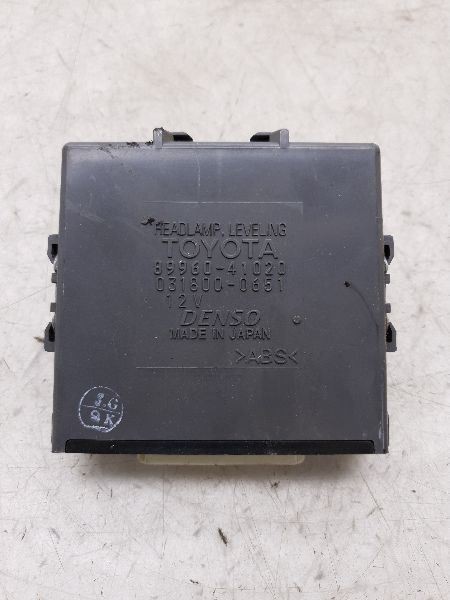 HEADLAMP, LEVELING
TOYOTA
89960-41020
031800-0651
12V
DENSO
MADE IN JAPAN
>ABS<
J.G
K